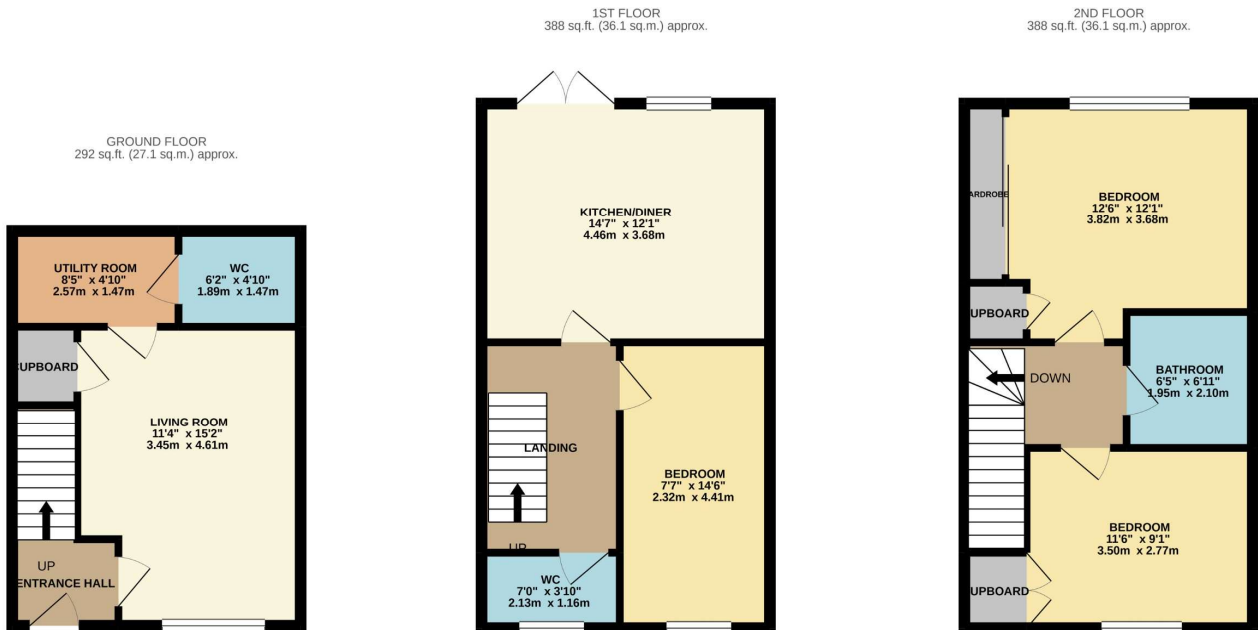 GROUND FLOOR
292 sq.ft. (27.1 sq.m.) approx.
UTILITY ROOM
8'5" x 4'10"
2.57m x 1.47m
WC
6'2" x 4'10"
1.89m x 1.47m
UPBOARD
LIVING ROOM
11'4" x 15'2"
3.45m x 4.61m
UP
ENTRANCE HALL
1ST FLOOR
388 sq.ft. (36.1 sq.m.) approx.
KITCHEN/DINER
14'7" x 12'1"
4.46m x 3.68m
LANDING
BEDROOM
7'7" x 14'6"
2.32m x 4.41m
UP
WC
7'0" x 3'10"
2.13m x 1.16m
2ND FLOOR
388 sq.ft. (36.1 sq.m.) approx.
ARDROBE
BEDROOM
12'6" x 12'1"
3.82m x 3.68m
UPBOARD
DOWN
BATHROOM
6'5" x 6'11"
1.95m x 2.10m
BEDROOM
11'6" x 9'1"
3.50m x 2.77m
UPBOARD